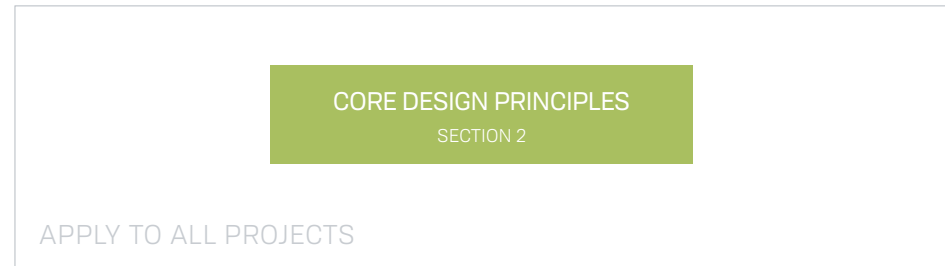 CORE DESIGN PRINCIPLES
SECTION 2
APPLY TO ALL PROJECTS